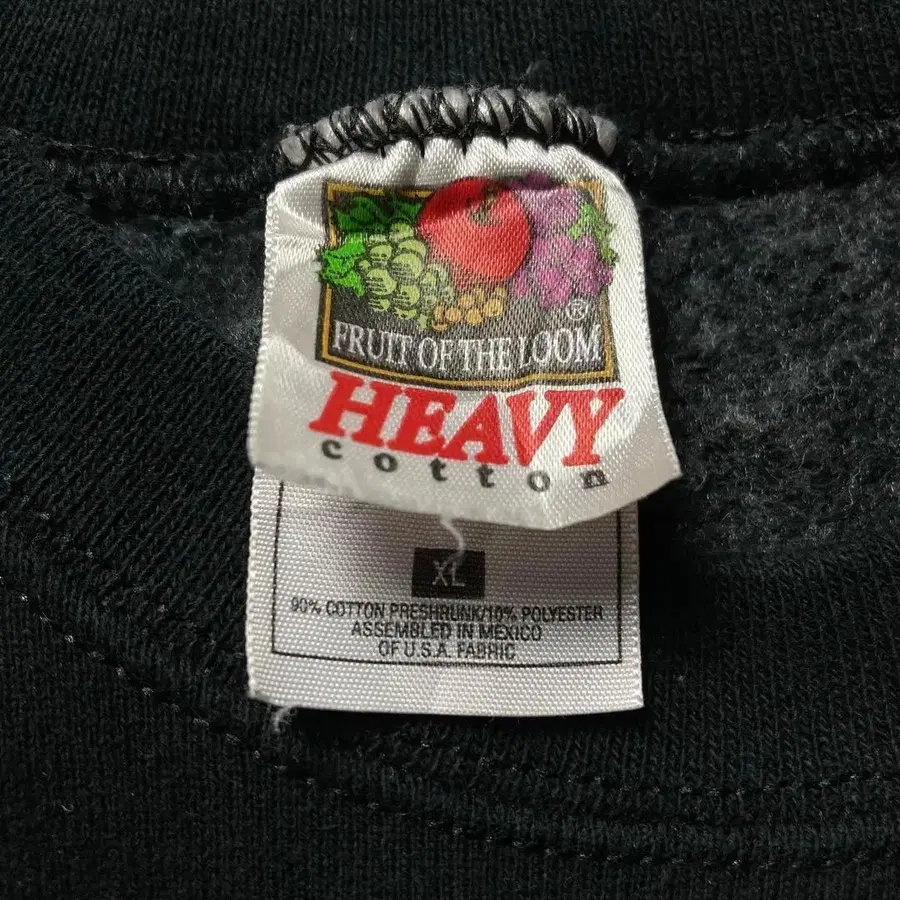 ®
FRUIT OF THE LOOM
HEAVY
cotton
XL
90% COTTON PRESHRUNK/10% POLYESTER
ASSEMBLED IN MEXICO
OF U.S.A. FABRIC